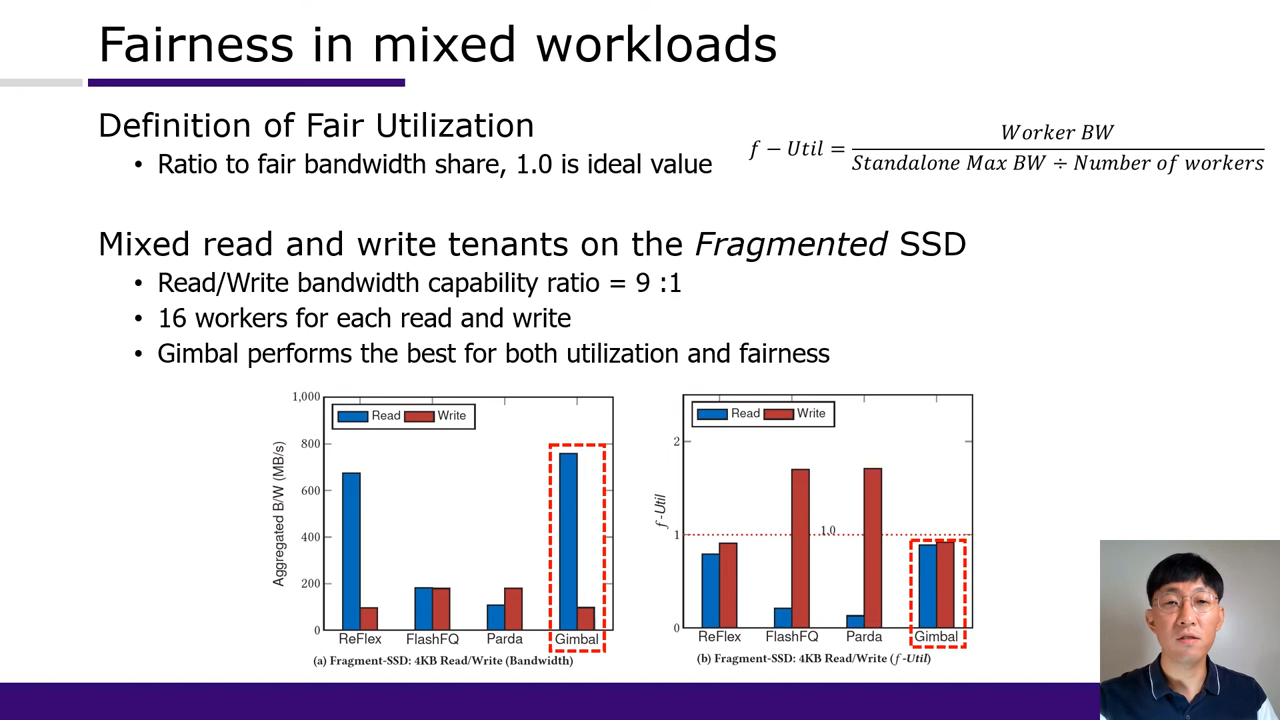 Fairness in mixed workloads
Definition of Fair Utilization
• Ratio to fair bandwidth share, 1.0 is ideal value
f − Util = Worker BW
Standalone Max BW ÷ Number of workers
Mixed read and write tenants on the Fragmented SSD
• Read/Write bandwidth capability ratio = 9 :1
• 16 workers for each read and write
• Gimbal performs the best for both utilization and fairness
Aggregated B/W (MB/s)
1,000
800
600
400
200
0
Read Write
ReFlex FlashFQ Parda Gimbal
(a) Fragment-SSD: 4KB Read/Write (Bandwidth)
f-Util
2
1
0
Read Write
1.0
ReFlex FlashFQ Parda Gimbal
(b) Fragment-SSD: 4KB Read/Write (f-Util)